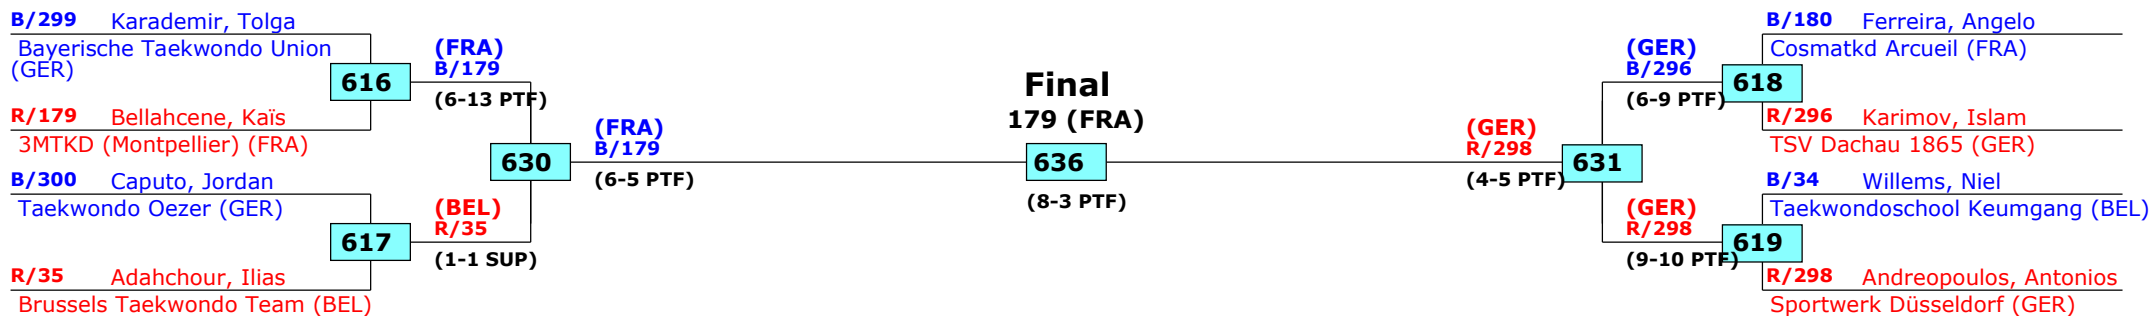 B/299 Karademir, Tolga
Bayerische Taekwondo Union
(GER)
616
R/179 Bellahcene, Kaïs
3MTKD (Montpellier) (FRA)
B/300 Caputo, Jordan
Taekwondo Oezer (GER)
617
R/35 Adahchour, Ilias
Brussels Taekwondo Team (BEL)
(FRA)
B/179
(6-13 PTF)
630
(BEL)
R/35
(1-1 SUP)
(FRA)
B/179
(6-5 PTF)
Final
179 (FRA)
636
(8-3 PTF)
(GER)
R/298
(4-5 PTF)
631
(GER)
B/296
(6-9 PTF)
(GER)
R/298
(9-10 PTF)
B/180 Ferreira, Angelo
Cosmatkd Arcueil (FRA)
618
R/296 Karimov, Islam
TSV Dachau 1865 (GER)
B/34 Willems, Niel
Taekwondoschool Keumgang (BEL)
619
R/298 Andreopoulos, Antonios
Sportwerk Düsseldorf (GER)